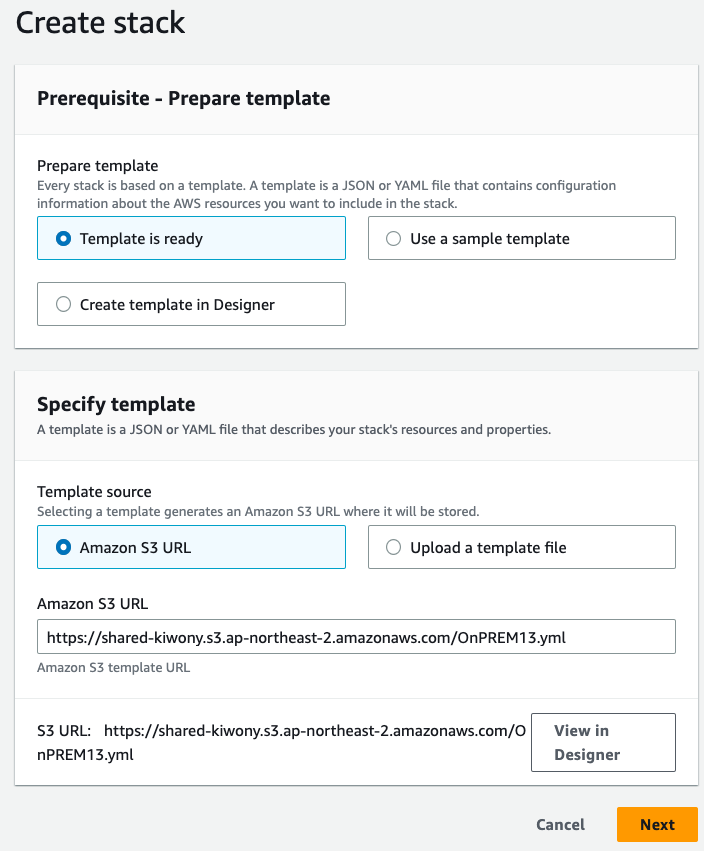 Create stack
Prerequisite - Prepare template
Prepare template
Every stack is based on a template. A template is a JSON or YAML file that contains configuration
information about the AWS resources you want to include in the stack.
Template is ready
Use a sample template
Create template in Designer
Specify template
A template is a JSON or YAML file that describes your stack's resources and properties.
Template source
Selecting a template generates an Amazon S3 URL where it will be stored.
Amazon S3 URL
Upload a template file
Amazon S3 URL
https://shared-kiwony.s3.ap-northeast-2.amazonaws.com/OnPREM13.yml
Amazon S3 template URL
S3 URL: https://shared-kiwony.s3.ap-northeast-2.amazonaws.com/O
nPREM13.yml
View in
Designer
Cancel
Next